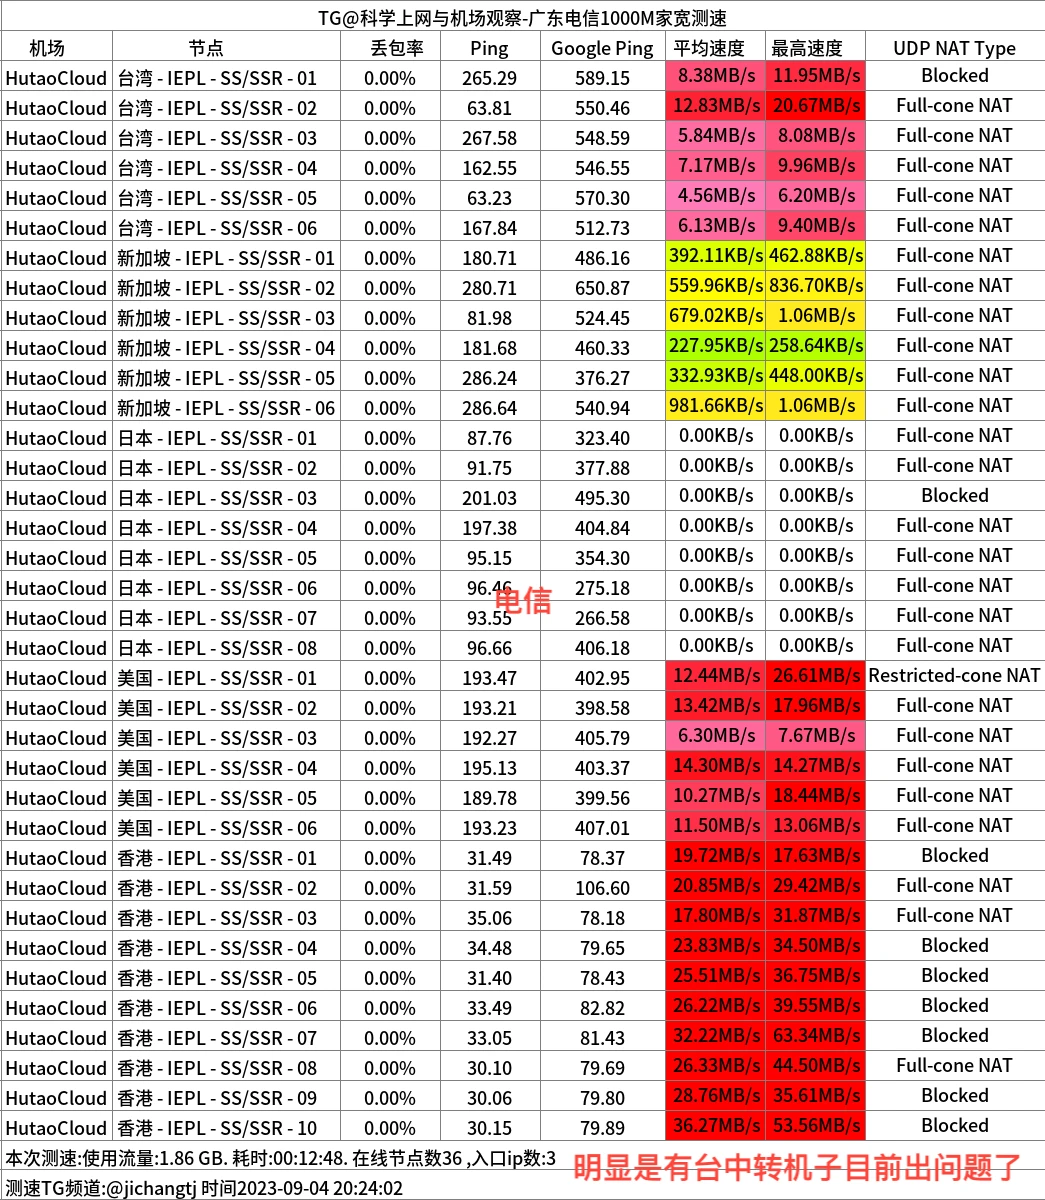 TG@科学上网与机场观察-广东电信1000M家宽测速
机场 节点 丢包率 Ping Google Ping 平均速度 最高速度 UDP NAT Type
HutaoCloud 台湾 - IEPL - SS/SSR - 01 0.00% 265.29 589.15 8.38MB/s 11.95MB/s Blocked
HutaoCloud 台湾 - IEPL - SS/SSR - 02 0.00% 63.81 550.46 12.83MB/s 20.67MB/s Full-cone NAT
HutaoCloud 台湾 - IEPL - SS/SSR - 03 0.00% 267.58 548.59 5.84MB/s 8.08MB/s Full-cone NAT
HutaoCloud 台湾 - IEPL - SS/SSR - 04 0.00% 162.55 546.55 7.17MB/s 9.96MB/s Full-cone NAT
HutaoCloud 台湾 - IEPL - SS/SSR - 05 0.00% 63.23 570.30 4.56MB/s 6.20MB/s Full-cone NAT
HutaoCloud 台湾 - IEPL - SS/SSR - 06 0.00% 167.84 512.73 6.13MB/s 9.40MB/s Full-cone NAT
HutaoCloud 新加坡 - IEPL - SS/SSR - 01 0.00% 180.71 486.16 392.11KB/s 462.88KB/s Full-cone NAT
HutaoCloud 新加坡 - IEPL - SS/SSR - 02 0.00% 280.71 650.87 559.96KB/s 836.70KB/s Full-cone NAT
HutaoCloud 新加坡 - IEPL - SS/SSR - 03 0.00% 81.98 524.45 679.02KB/s 1.06MB/s Full-cone NAT
HutaoCloud 新加坡 - IEPL - SS/SSR - 04 0.00% 181.68 460.33 227.95KB/s 258.64KB/s Full-cone NAT
HutaoCloud 新加坡 - IEPL - SS/SSR - 05 0.00% 286.24 376.27 332.93KB/s 448.00KB/s Full-cone NAT
HutaoCloud 新加坡 - IEPL - SS/SSR - 06 0.00% 286.64 540.94 981.66KB/s 1.06MB/s Full-cone NAT
HutaoCloud 日本 - IEPL - SS/SSR - 01 0.00% 87.76 323.40 0.00KB/s 0.00KB/s Full-cone NAT
HutaoCloud 日本 - IEPL - SS/SSR - 02 0.00% 91.75 377.88 0.00KB/s 0.00KB/s Full-cone NAT
HutaoCloud 日本 - IEPL - SS/SSR - 03 0.00% 201.03 495.30 0.00KB/s 0.00KB/s Blocked
HutaoCloud 日本 - IEPL - SS/SSR - 04 0.00% 197.38 404.84 0.00KB/s 0.00KB/s Full-cone NAT
HutaoCloud 日本 - IEPL - SS/SSR - 05 0.00% 95.15 354.30 0.00KB/s 0.00KB/s Full-cone NAT
HutaoCloud 日本 - IEPL - SS/SSR - 06 0.00% 96.46 275.18 0.00KB/s 0.00KB/s Full-cone NAT
电信
HutaoCloud 日本 - IEPL - SS/SSR - 07 0.00% 93.55 266.58 0.00KB/s 0.00KB/s Full-cone NAT
HutaoCloud 日本 - IEPL - SS/SSR - 08 0.00% 96.66 406.18 0.00KB/s 0.00KB/s Full-cone NAT
HutaoCloud 美国 - IEPL - SS/SSR - 01 0.00% 193.47 402.95 12.44MB/s 26.61MB/s Restricted-cone NAT
HutaoCloud 美国 - IEPL - SS/SSR - 02 0.00% 193.21 398.58 13.42MB/s 17.96MB/s Full-cone NAT
HutaoCloud 美国 - IEPL - SS/SSR - 03 0.00% 192.27 405.79 6.30MB/s 7.67MB/s Full-cone NAT
HutaoCloud 美国 - IEPL - SS/SSR - 04 0.00% 195.13 403.37 14.30MB/s 14.27MB/s Full-cone NAT
HutaoCloud 美国 - IEPL - SS/SSR - 05 0.00% 189.78 399.56 10.27MB/s 18.44MB/s Full-cone NAT
HutaoCloud 美国 - IEPL - SS/SSR - 06 0.00% 193.23 407.01 11.50MB/s 13.06MB/s Full-cone NAT
HutaoCloud 香港 - IEPL - SS/SSR - 01 0.00% 31.49 78.37 19.72MB/s 17.63MB/s Blocked
HutaoCloud 香港 - IEPL - SS/SSR - 02 0.00% 31.59 106.60 20.85MB/s 29.42MB/s Full-cone NAT
HutaoCloud 香港 - IEPL - SS/SSR - 03 0.00% 35.06 78.18 17.80MB/s 31.87MB/s Full-cone NAT
HutaoCloud 香港 - IEPL - SS/SSR - 04 0.00% 34.48 79.65 23.83MB/s 34.50MB/s Blocked
HutaoCloud 香港 - IEPL - SS/SSR - 05 0.00% 31.40 78.43 25.51MB/s 36.75MB/s Blocked
HutaoCloud 香港 - IEPL - SS/SSR - 06 0.00% 33.49 82.82 26.22MB/s 39.55MB/s Blocked
HutaoCloud 香港 - IEPL - SS/SSR - 07 0.00% 33.05 81.43 32.22MB/s 63.34MB/s Blocked
HutaoCloud 香港 - IEPL - SS/SSR - 08 0.00% 30.10 79.69 26.33MB/s 44.50MB/s Full-cone NAT
HutaoCloud 香港 - IEPL - SS/SSR - 09 0.00% 30.06 79.80 28.76MB/s 35.61MB/s Blocked
HutaoCloud 香港 - IEPL - SS/SSR - 10 0.00% 30.15 79.89 36.27MB/s 53.56MB/s Blocked
本次测速:使用流量:1.86 GB. 耗时:00:12:48. 在线节点数36 ,入口ip数:3
明显是有台中转机子目前出问题了
测速TG频道:@jichangtj 时间2023-09-04 20:24:02